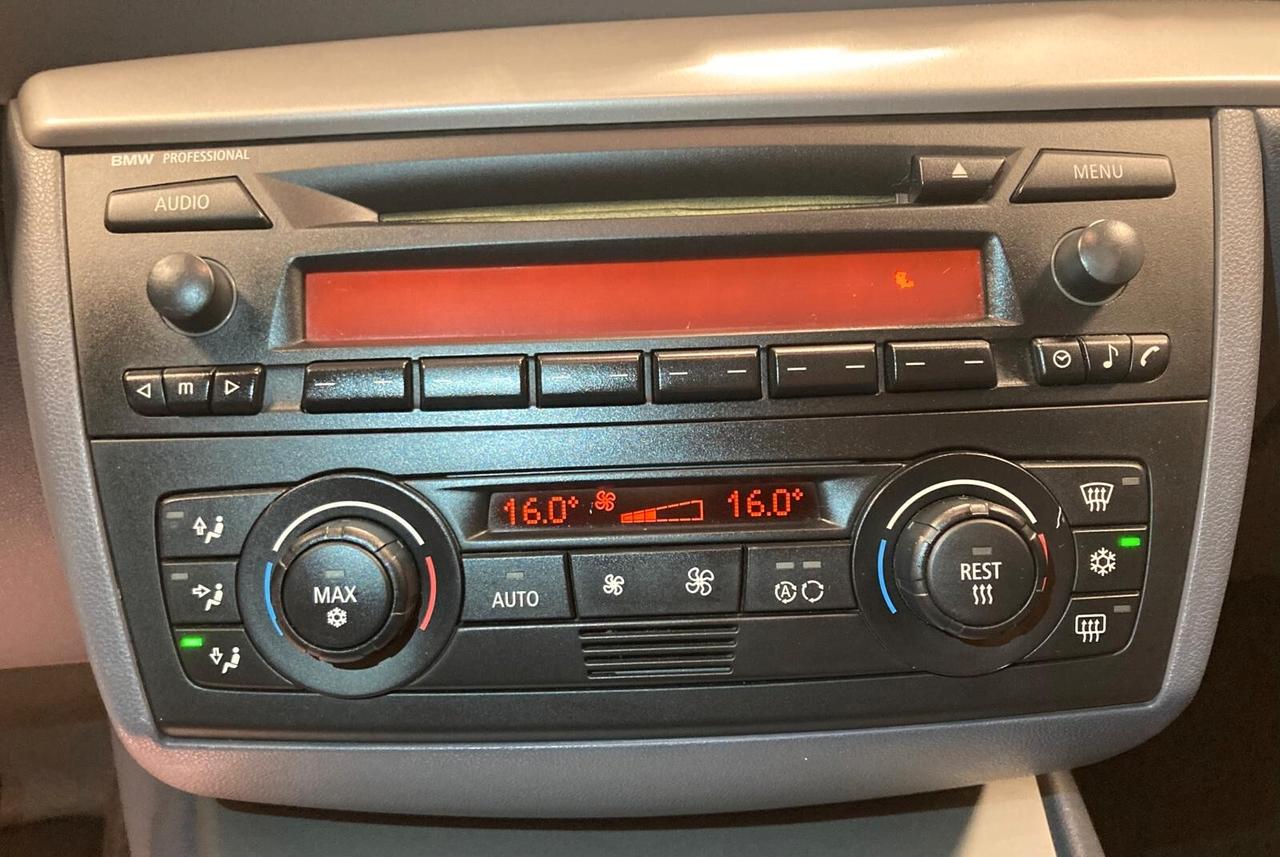 BMW PROFESSIONAL
AUDIO
MENU
m
16.0°
16.0°
MAX
AUTO
A
REST